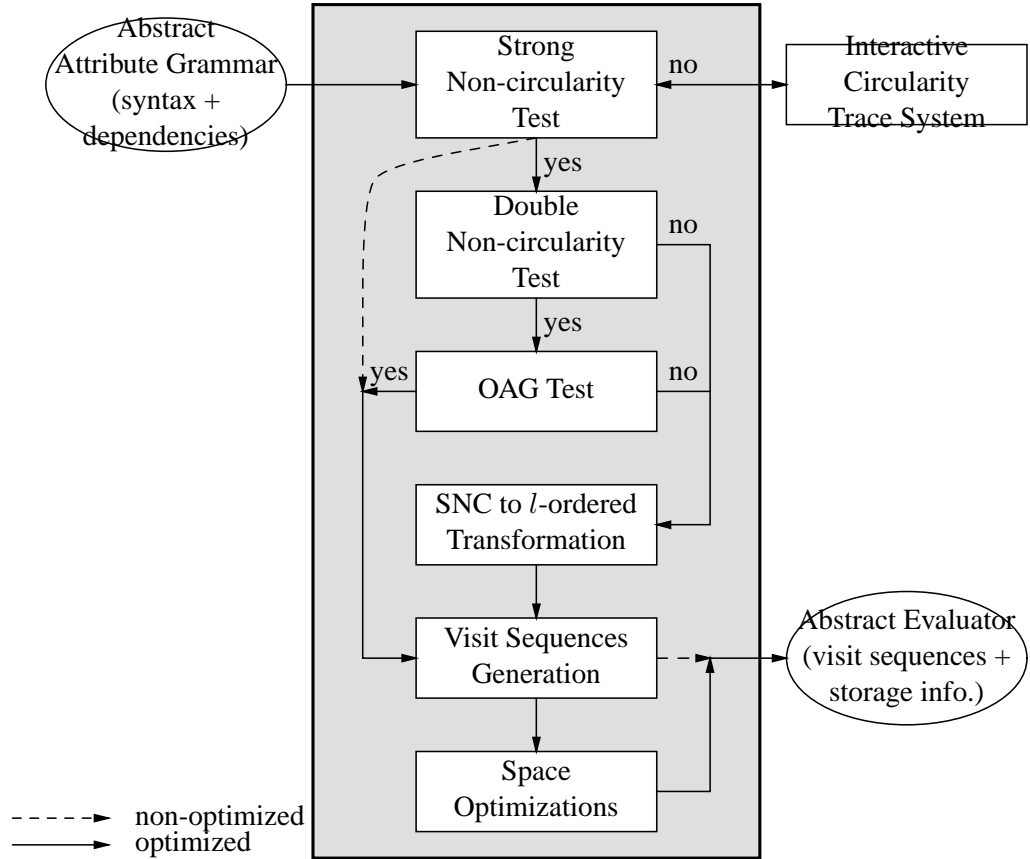 Abstract
Attribute Grammar
(syntax +
dependencies)
Strong
Non-circularity
Test
no
Interactive
Circularity
Trace System
yes
Double
Non-circularity
Test
no
yes
yes
OAG Test
no
SNC to l-ordered
Transformation
Visit Sequences
Generation
Abstract Evaluator
(visit sequences +
storage info.)
Space
Optimizations
non-optimized
optimized